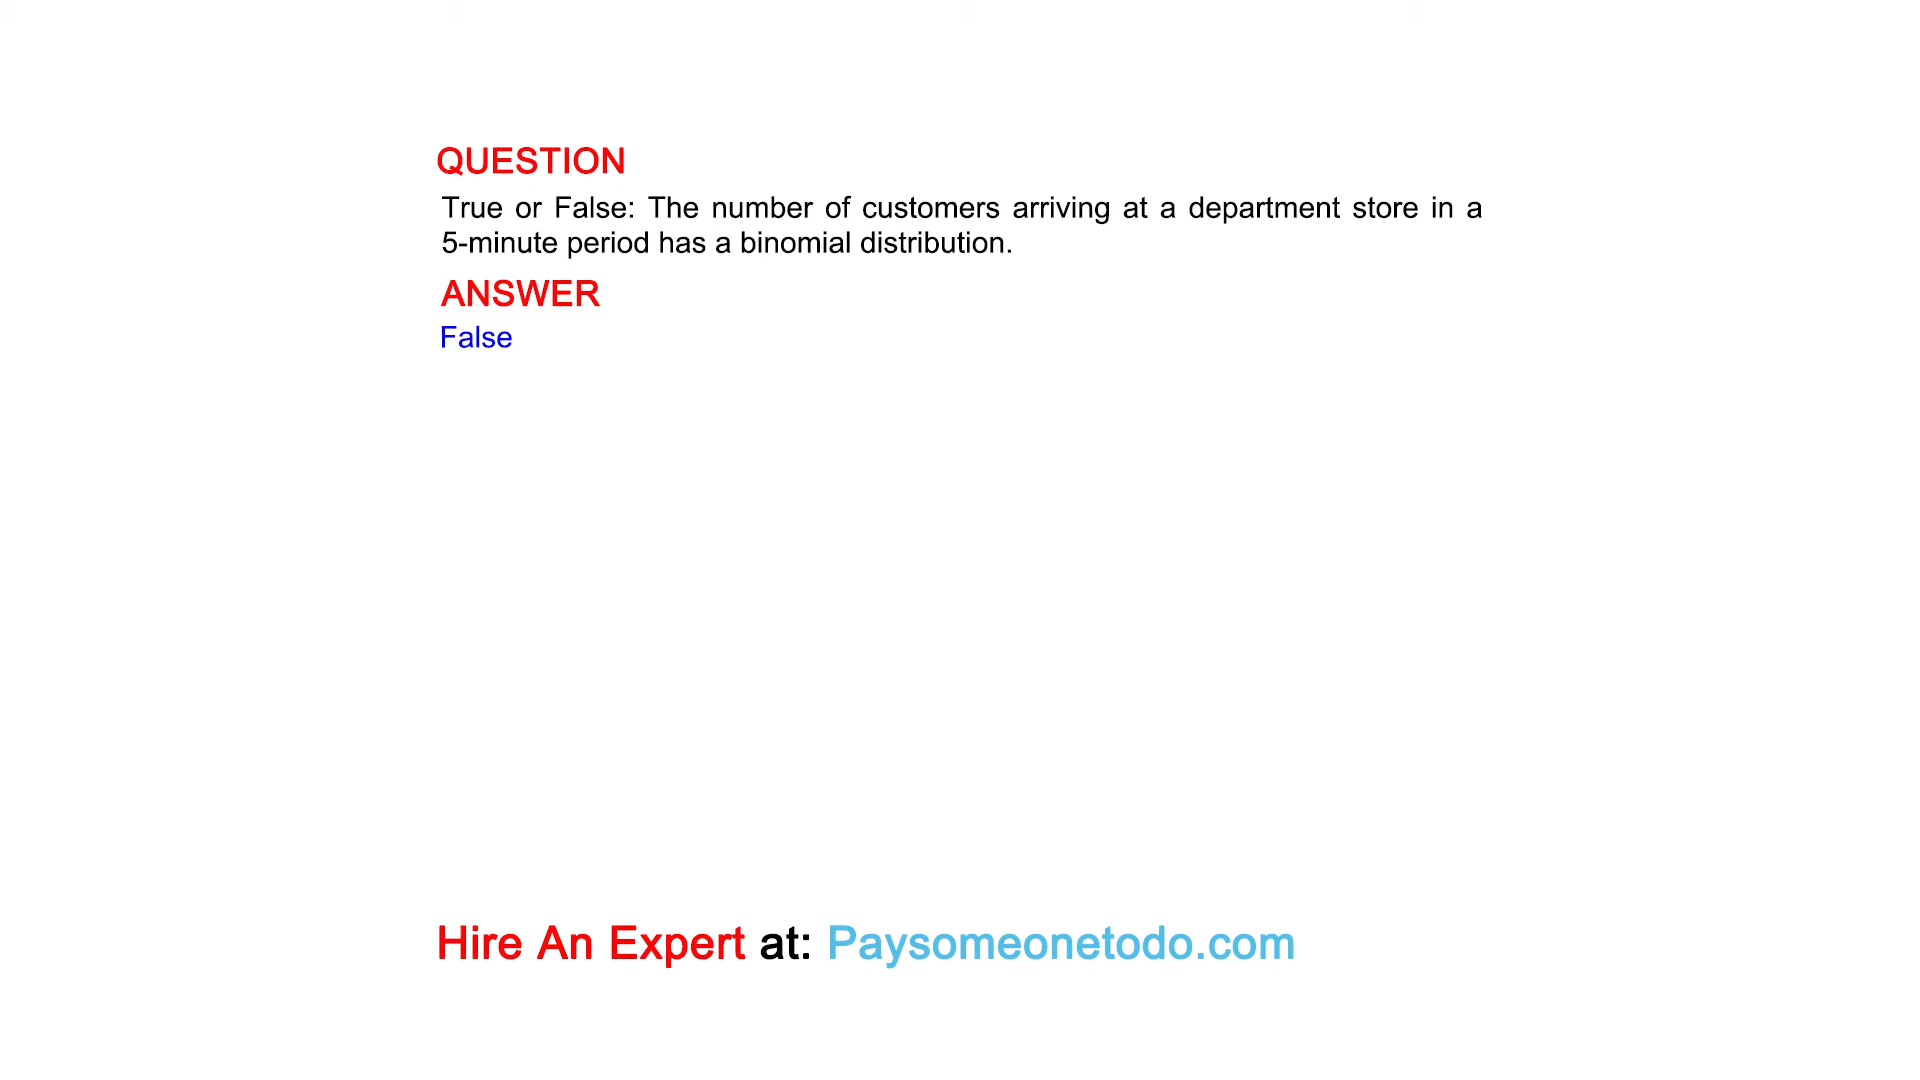 QUESTION
True or False: The number of customers arriving at a department store in a
5-minute period has a binomial distribution.
ANSWER
False
Hire An Expert at: Paysomeonetodo.com